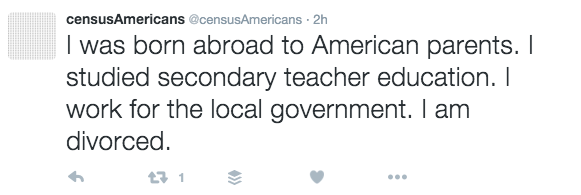 censusAmericans @censusAmericans · 2h
I was born abroad to American parents. I
studied secondary teacher education. I
work for the local government. I am
divorced.
1